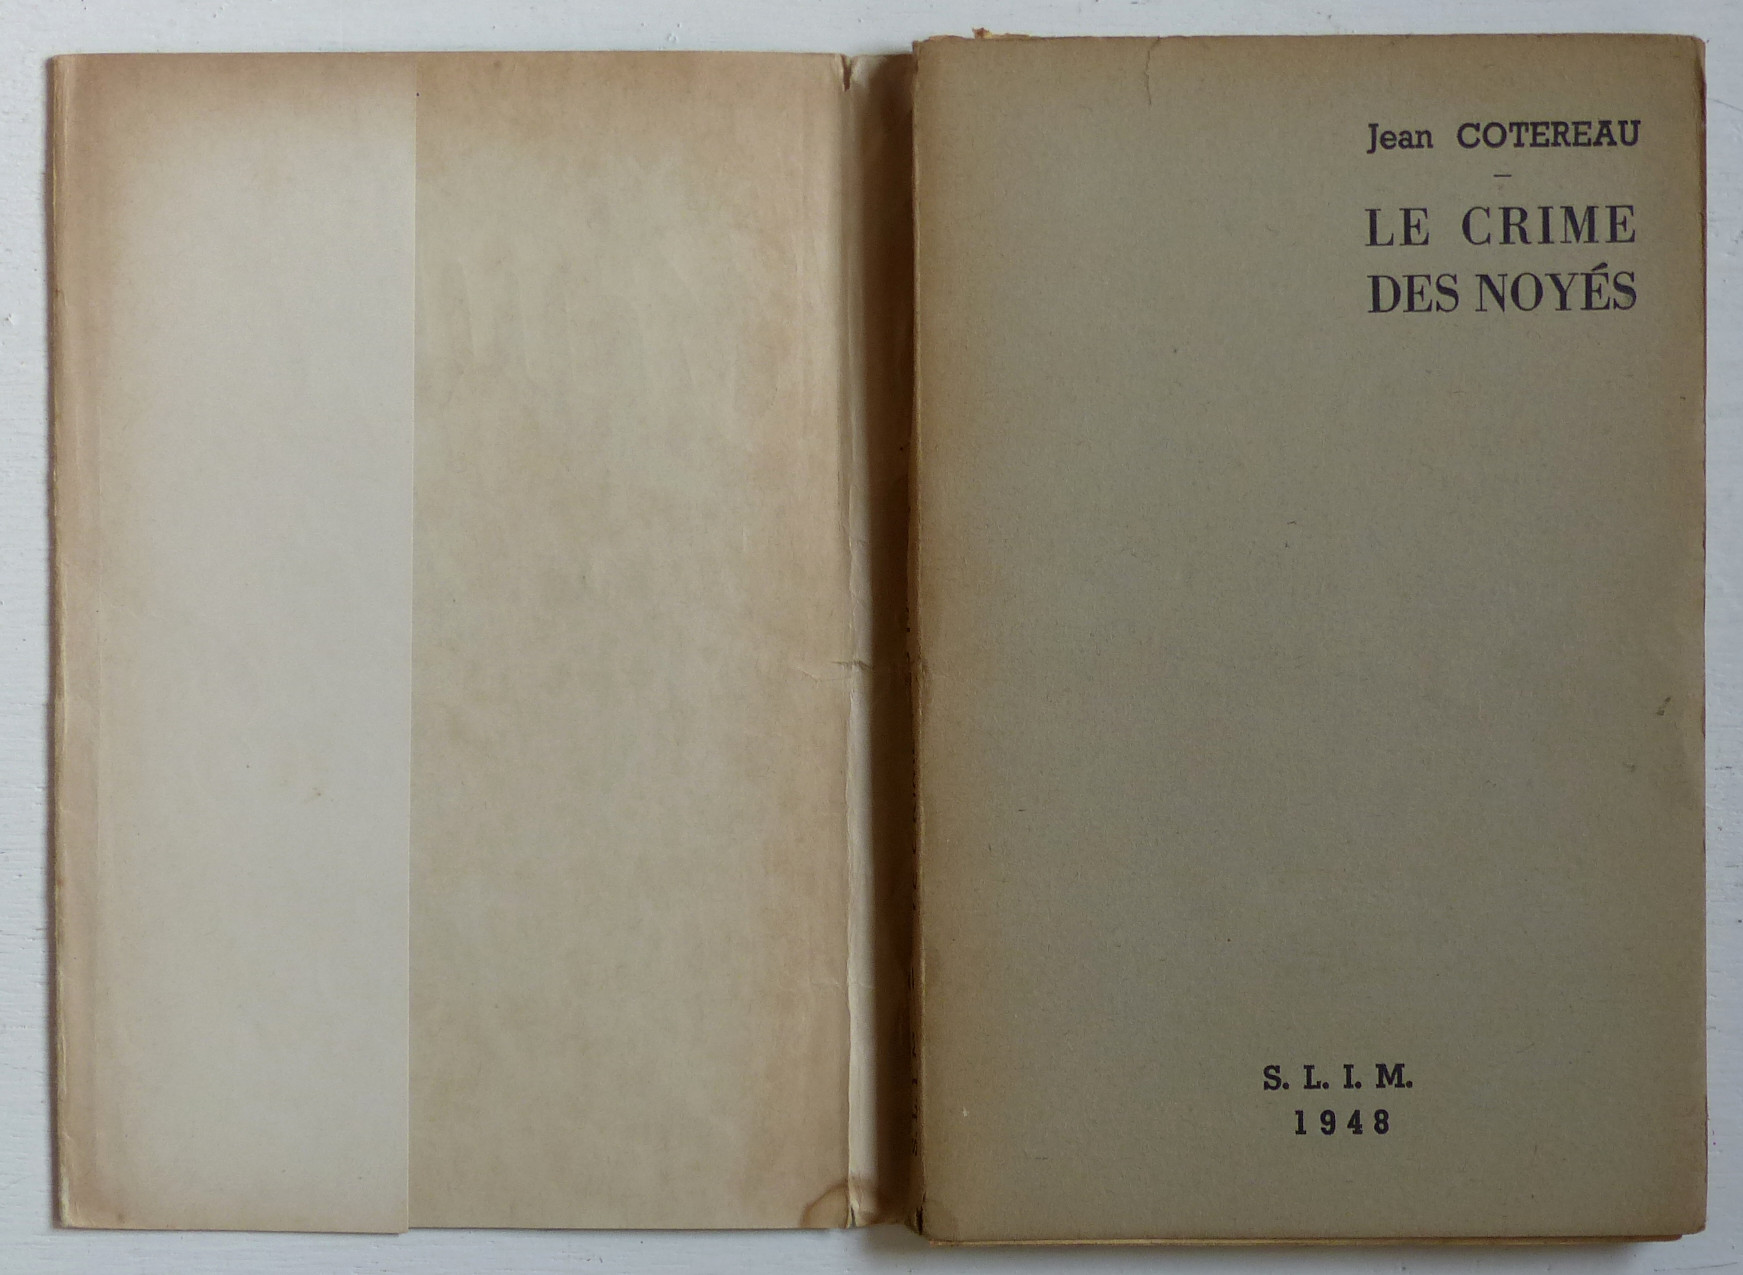 Jean COTEREAU
—
LE CRIME
DES NOYÉS
S. L. I. M.
1948